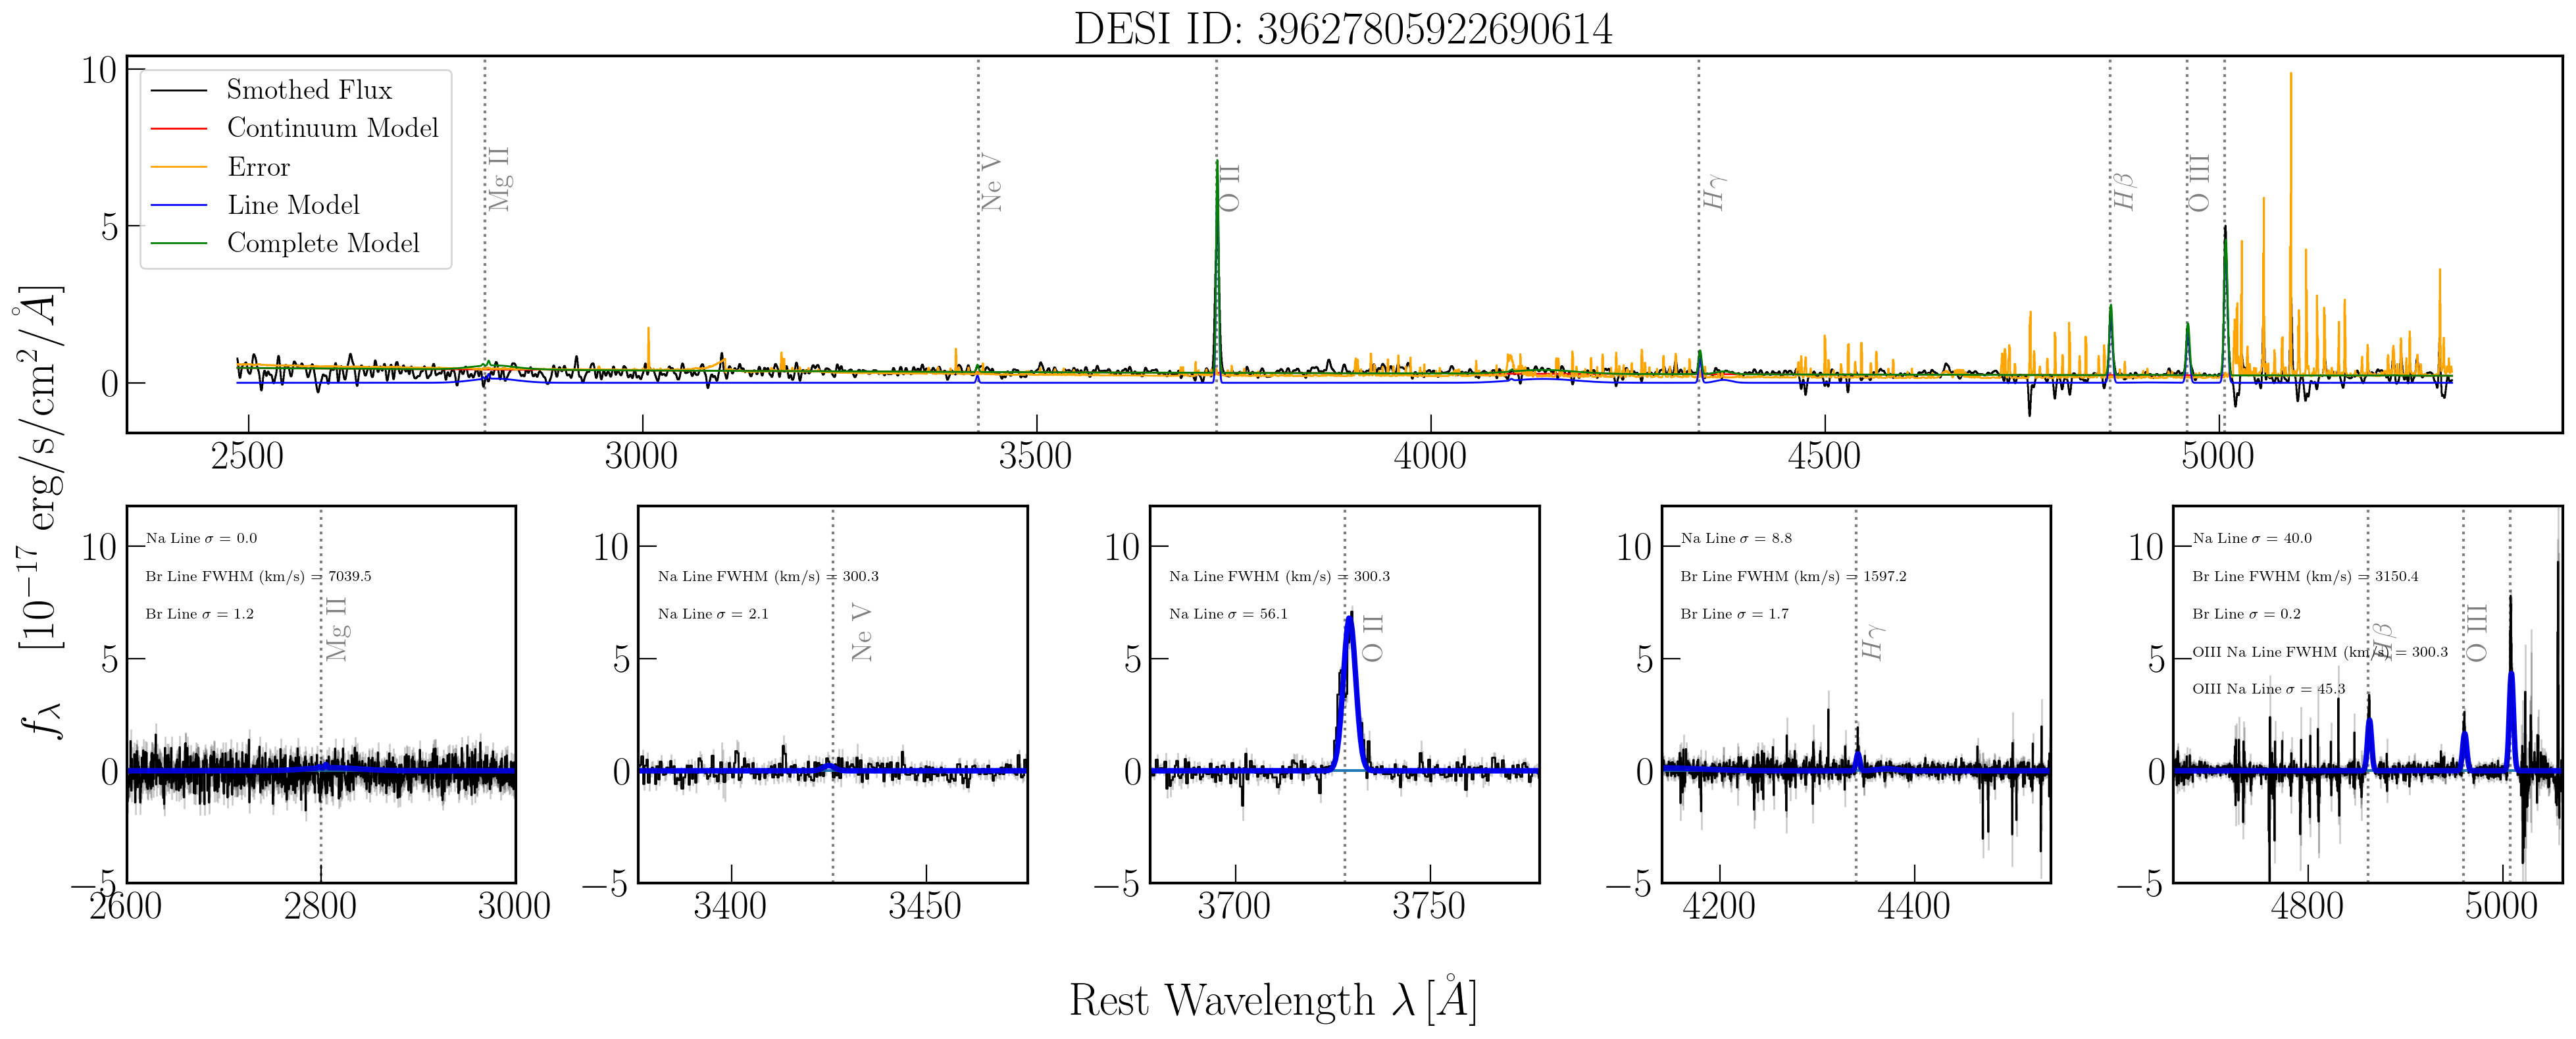 DESI ID: 39627805922690614
10
5
0
Smothed Flux
Continuum Model
Error
Line Model
Complete Model
Mg II
Ne V
O II
Hγ
Hβ
O III
2500 3000 3500 4000 4500 5000
f_λ [10^−17 erg/s/cm^2/Å]
10
5
0
−5
Na Line σ = 0.0
Br Line FWHM (km/s) = 7039.5
Br Line σ = 1.2
Mg II
2600 2800 3000
10
5
0
−5
Na Line FWHM (km/s) = 300.3
Na Line σ = 2.1
Ne V
3400 3450
10
5
0
−5
Na Line FWHM (km/s) = 300.3
Na Line σ = 56.1
O II
3700 3750
10
5
0
−5
Na Line σ = 8.8
Br Line FWHM (km/s) = 1597.2
Br Line σ = 1.7
Hγ
4200 4400
10
5
0
−5
Na Line σ = 40.0
Br Line FWHM (km/s) = 3150.4
Br Line σ = 0.2
OIII Na Line FWHM (km/s) = 300.3
OIII Na Line σ = 45.3
Hβ
O III
4800 5000
Rest Wavelength λ [Å]